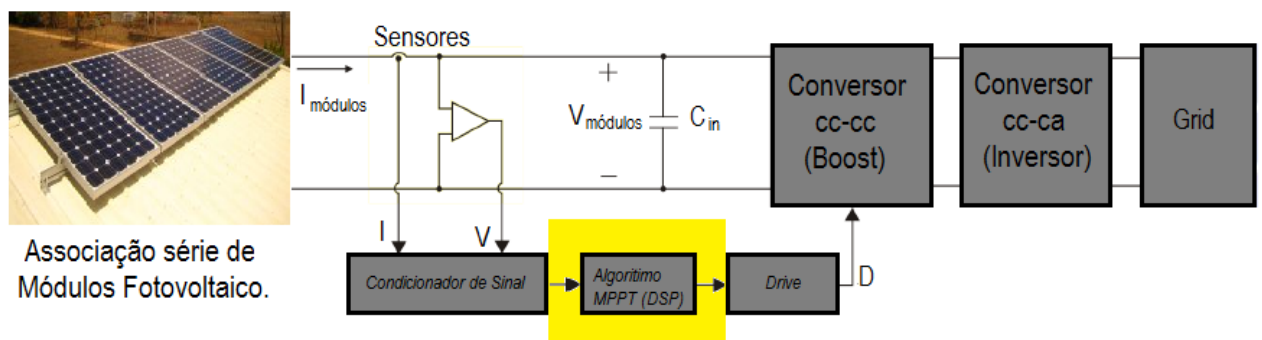 Sensores
I módulos
+
V módulos
−
C in
Conversor
cc-cc
(Boost)
Conversor
cc-ca
(Inversor)
Grid
I
V
D
Associação série de
Módulos Fotovoltaico.
Condicionador de Sinal
Algoritimo
MPPT (DSP)
Drive